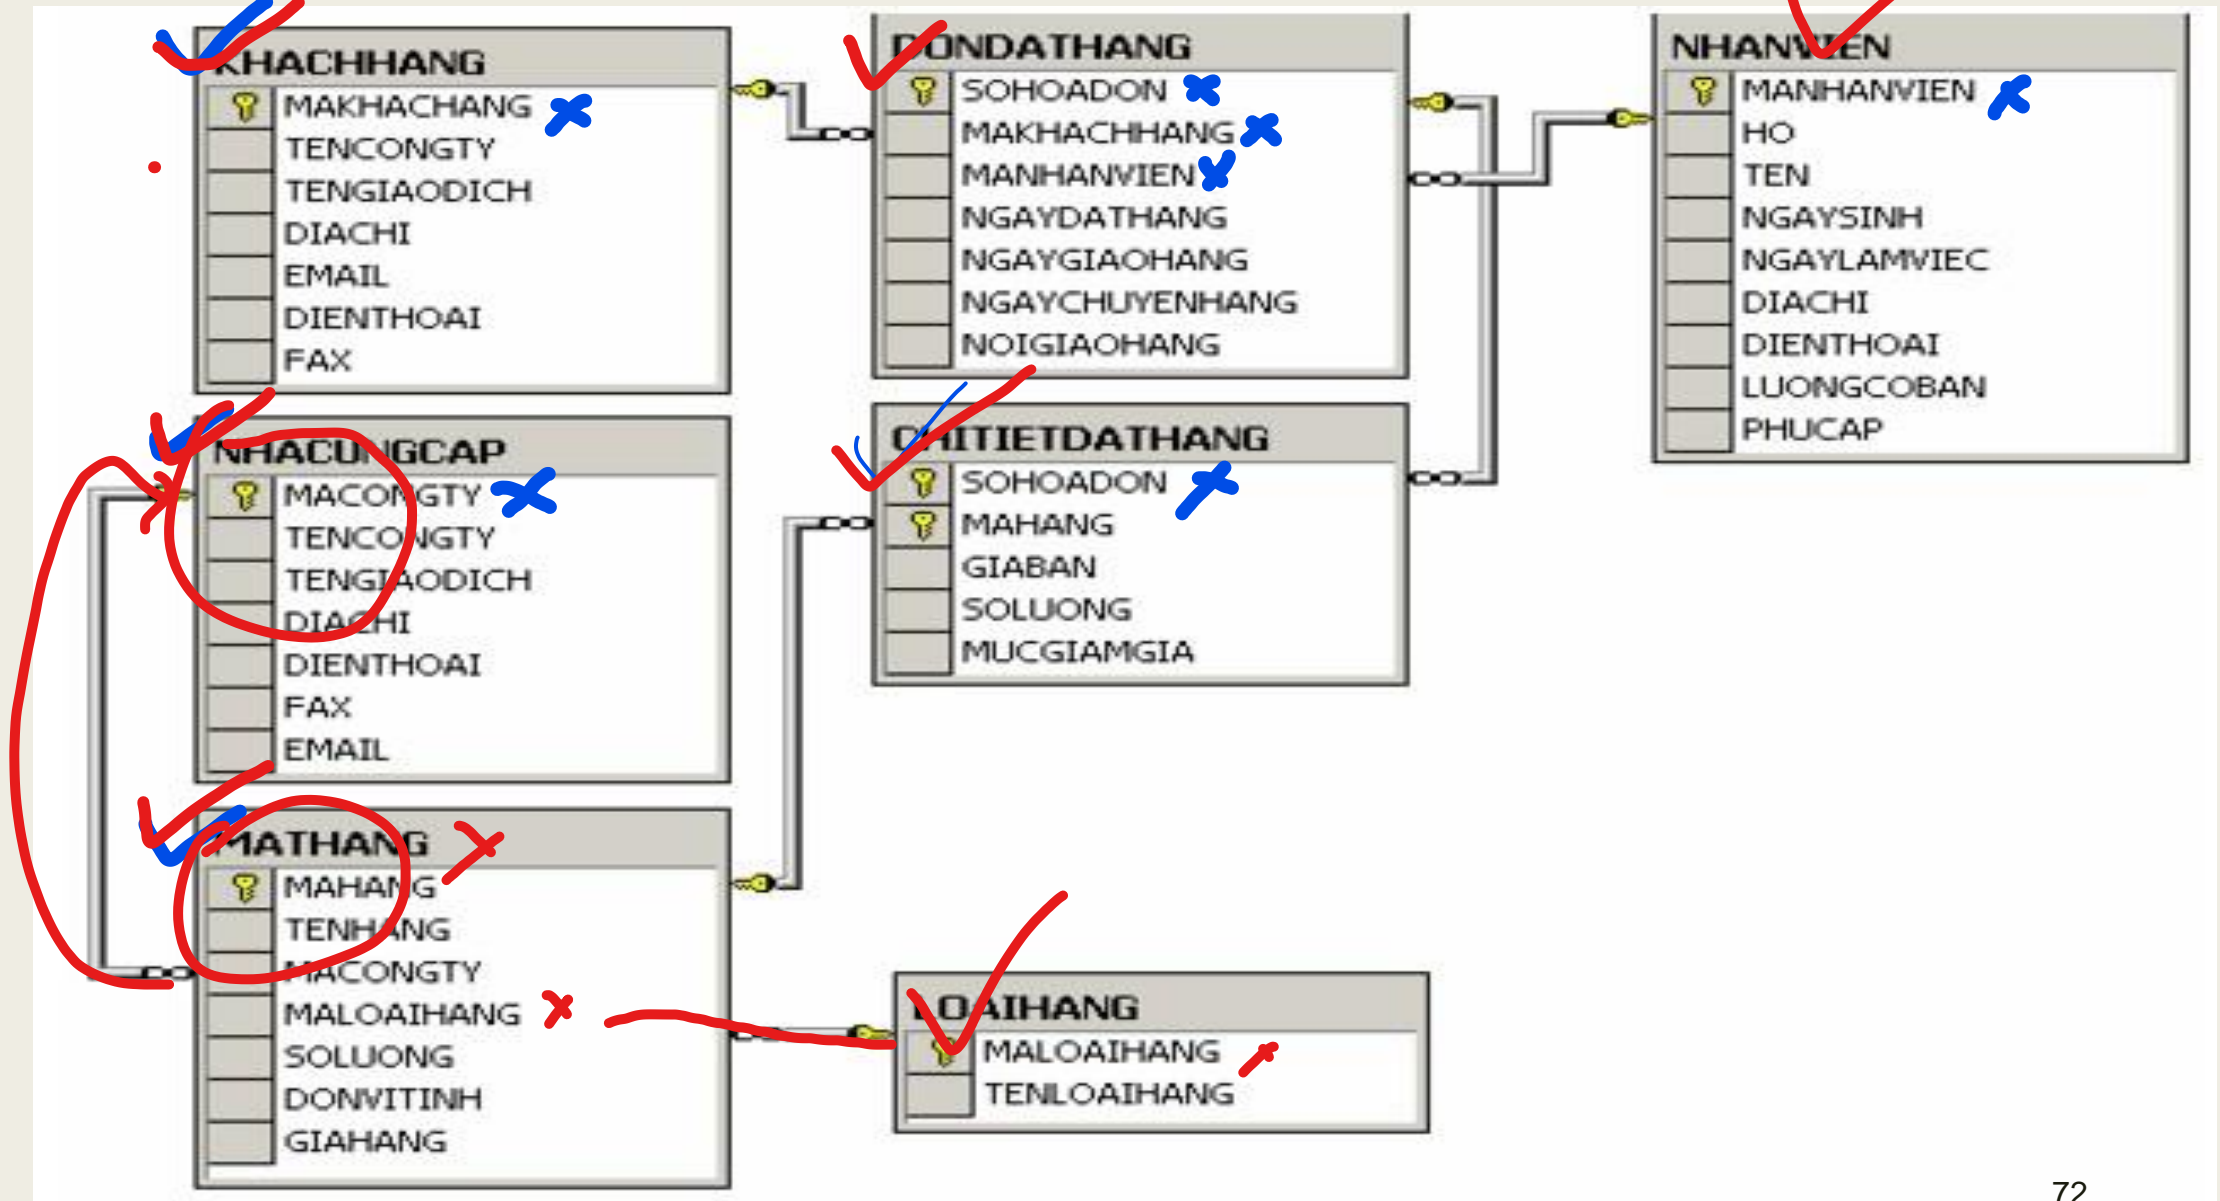 KHACHHANG
MAKHACHANG
TENCONGTY
TENGIAODICH
DIACHI
EMAIL
DIENTHOAI
FAX
DONDATHANG
SOHOADON
MAKHACHHANG
MANHANVIEN
NGAYDATHANG
NGAYGIAOHANG
NGAYCHUYENHANG
NOIGIAOHANG
NHANVIEN
MANHANVIEN
HO
TEN
NGAYSINH
NGAYLAMVIEC
DIACHI
DIENTHOAI
LUONGCOBAN
PHUCAP
NHACUNGCAP
MACONGTY
TENCONGTY
TENGIAODICH
DIACHI
DIENTHOAI
FAX
EMAIL
CHITIETDATHANG
SOHOADON
MAHANG
GIABAN
SOLUONG
MUCGIAMGIA
MATHANG
MAHANG
TENHANG
MACONGTY
MALOAIHANG
SOLUONG
DONVITINH
GIAHANG
LOAIHANG
MALOAIHANG
TENLOAIHANG
72